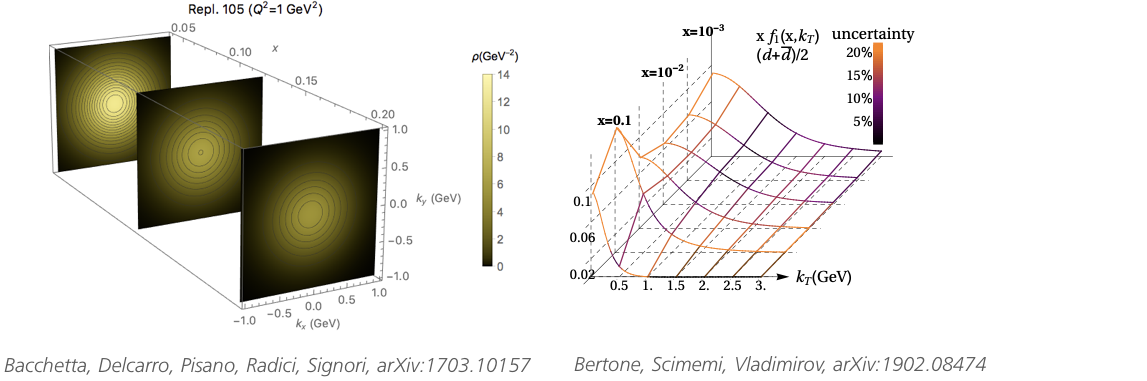 Repl. 105 (Q²=1 GeV²)
0.05
0.10
x
0.15
0.20
1.0
0.5
0.0
k_y (GeV)
−0.5
−1.0
−1.0
−0.5
0.0
0.5
1.0
k_x (GeV)
ρ(GeV⁻²)
14
12
10
8
6
4
2
0
x=10⁻³
x=10⁻²
x=0.1
x f₁(x,k_T)
(d+d̅)/2
uncertainty
20%
15%
10%
5%
0.1
0.06
0.02
0.5 1. 1.5 2. 2.5 3.
k_T(GeV)
Bacchetta, Delcarro, Pisano, Radici, Signori, arXiv:1703.10157
Bertone, Scimemi, Vladimirov, arXiv:1902.08474